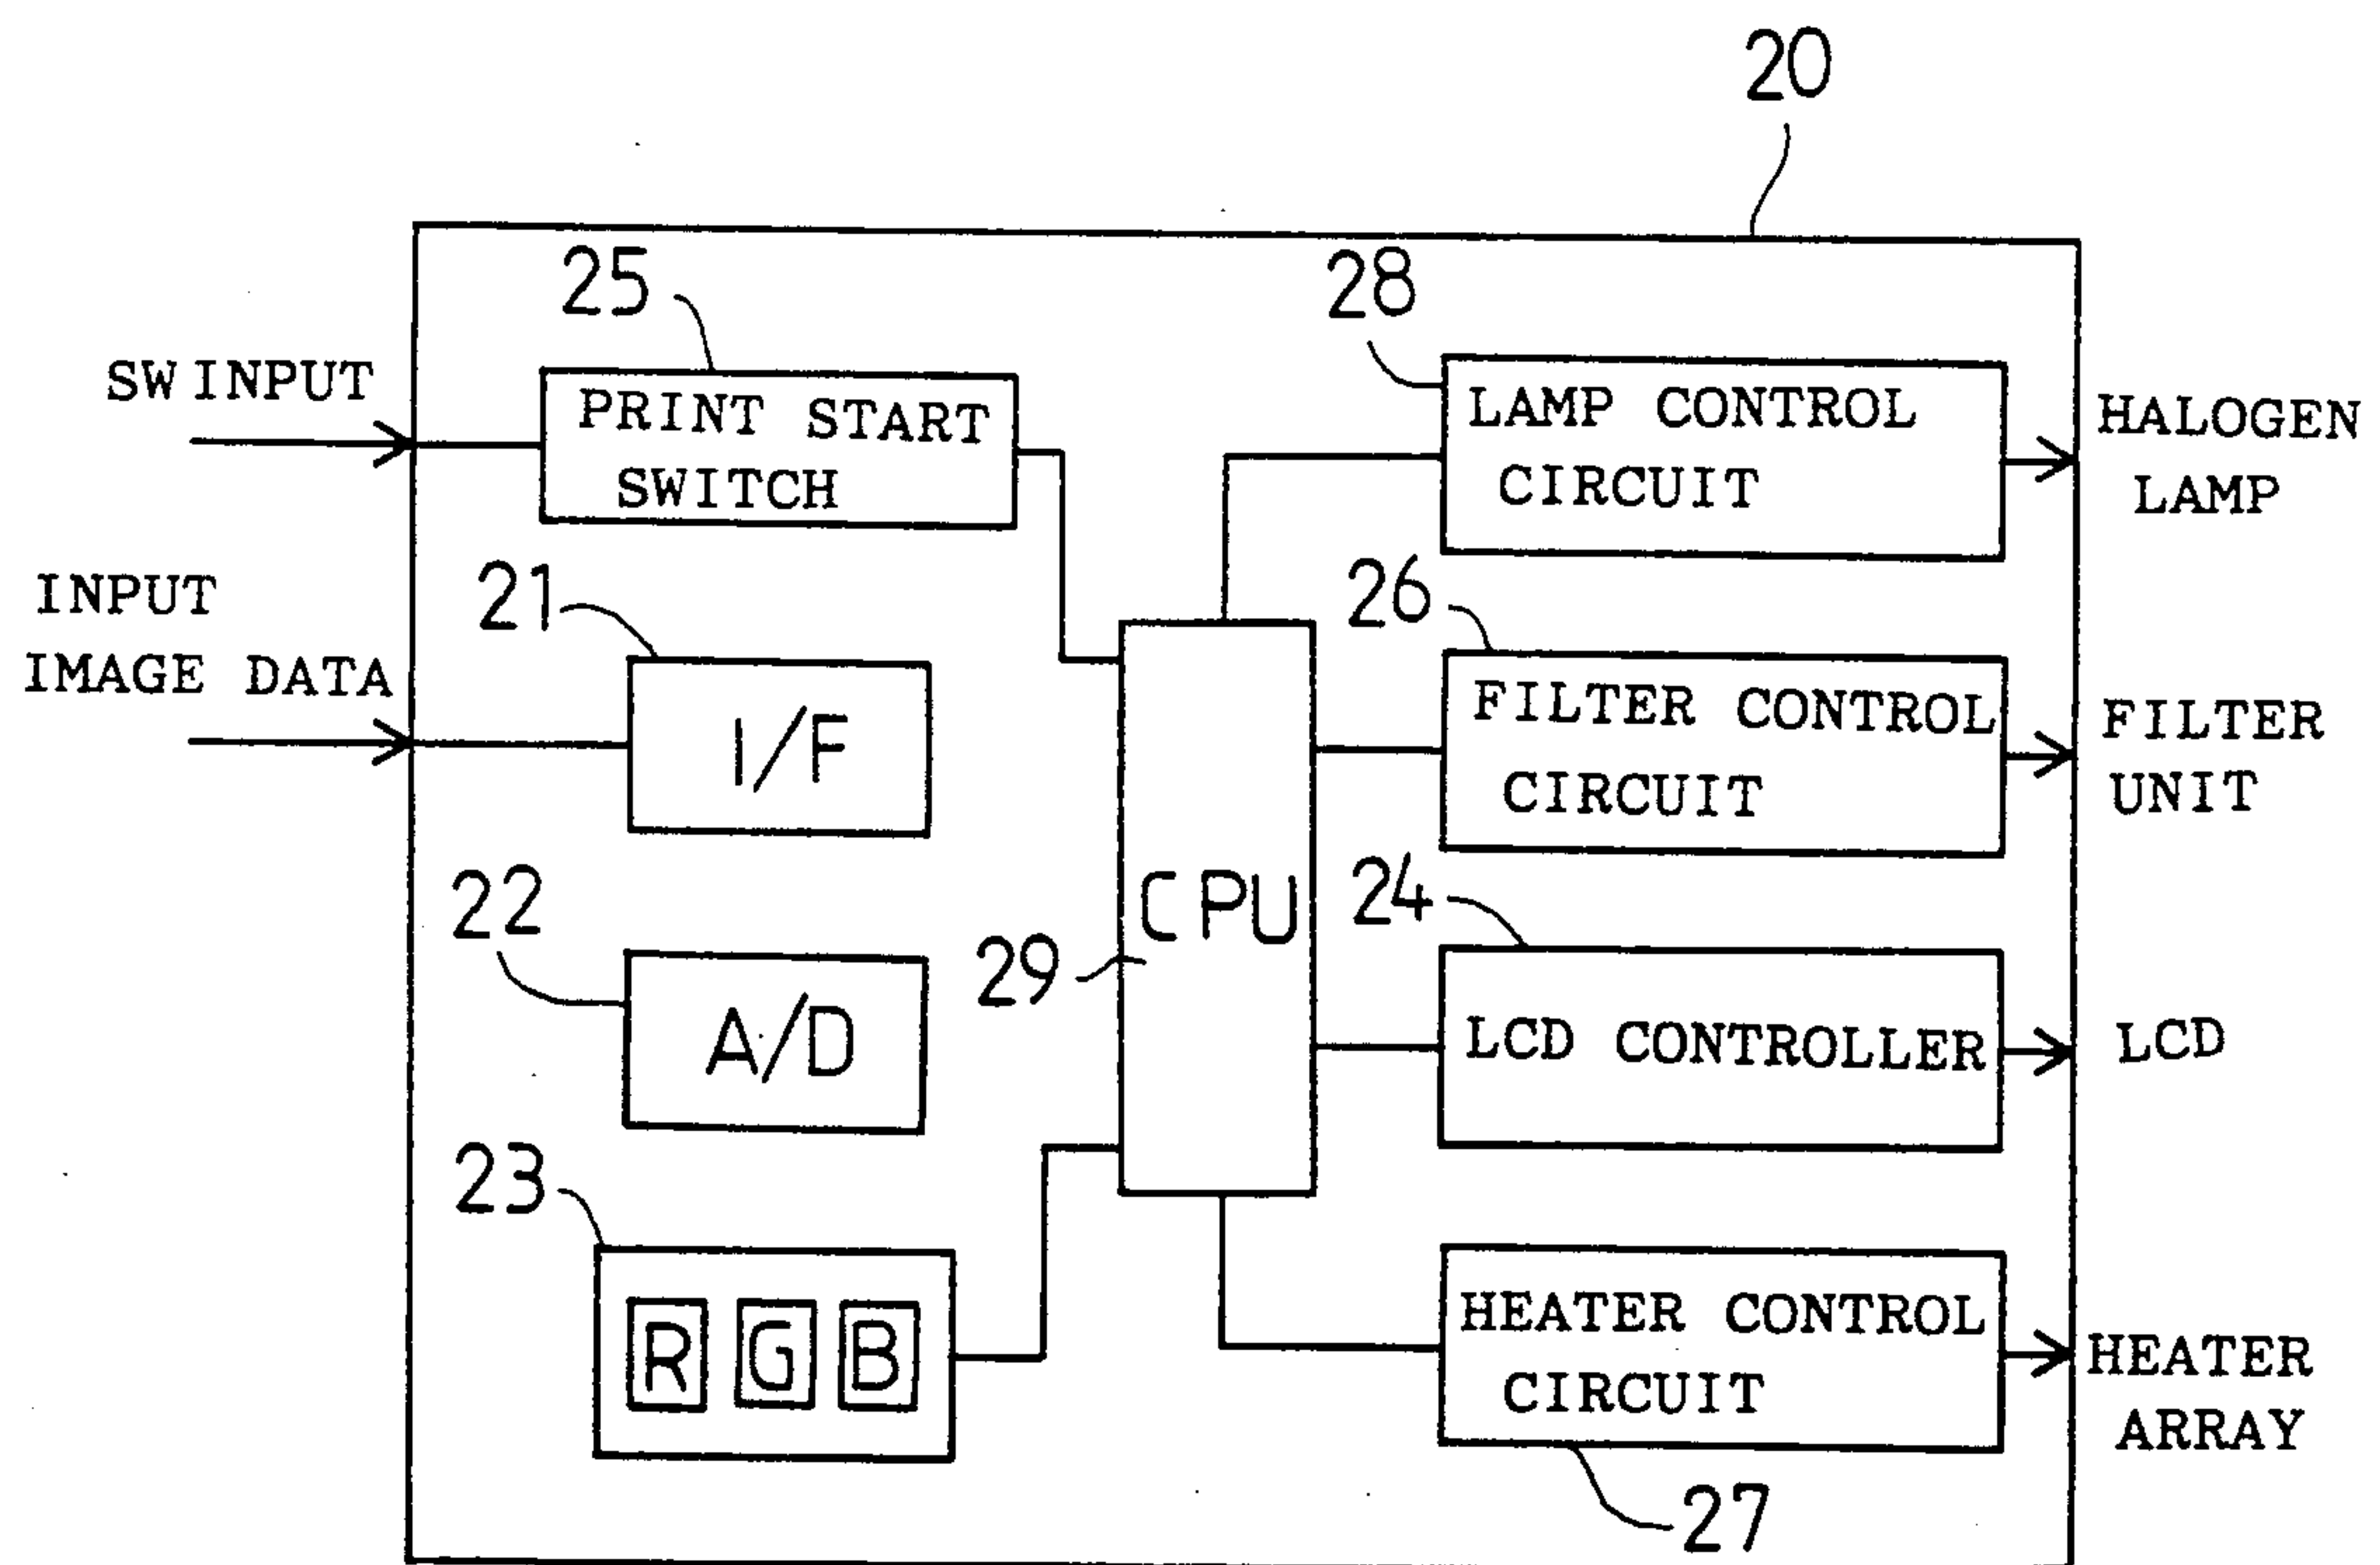 20
25
28
SW INPUT
PRINT START
SWITCH
LAMP CONTROL
CIRCUIT
HALOGEN
LAMP
INPUT
IMAGE DATA
21
I/F
26
FILTER CONTROL
CIRCUIT
FILTER
UNIT
22
A/D
29
CPU
24
LCD CONTROLLER
LCD
23
R G B
HEATER CONTROL
CIRCUIT
HEATER
ARRAY
27